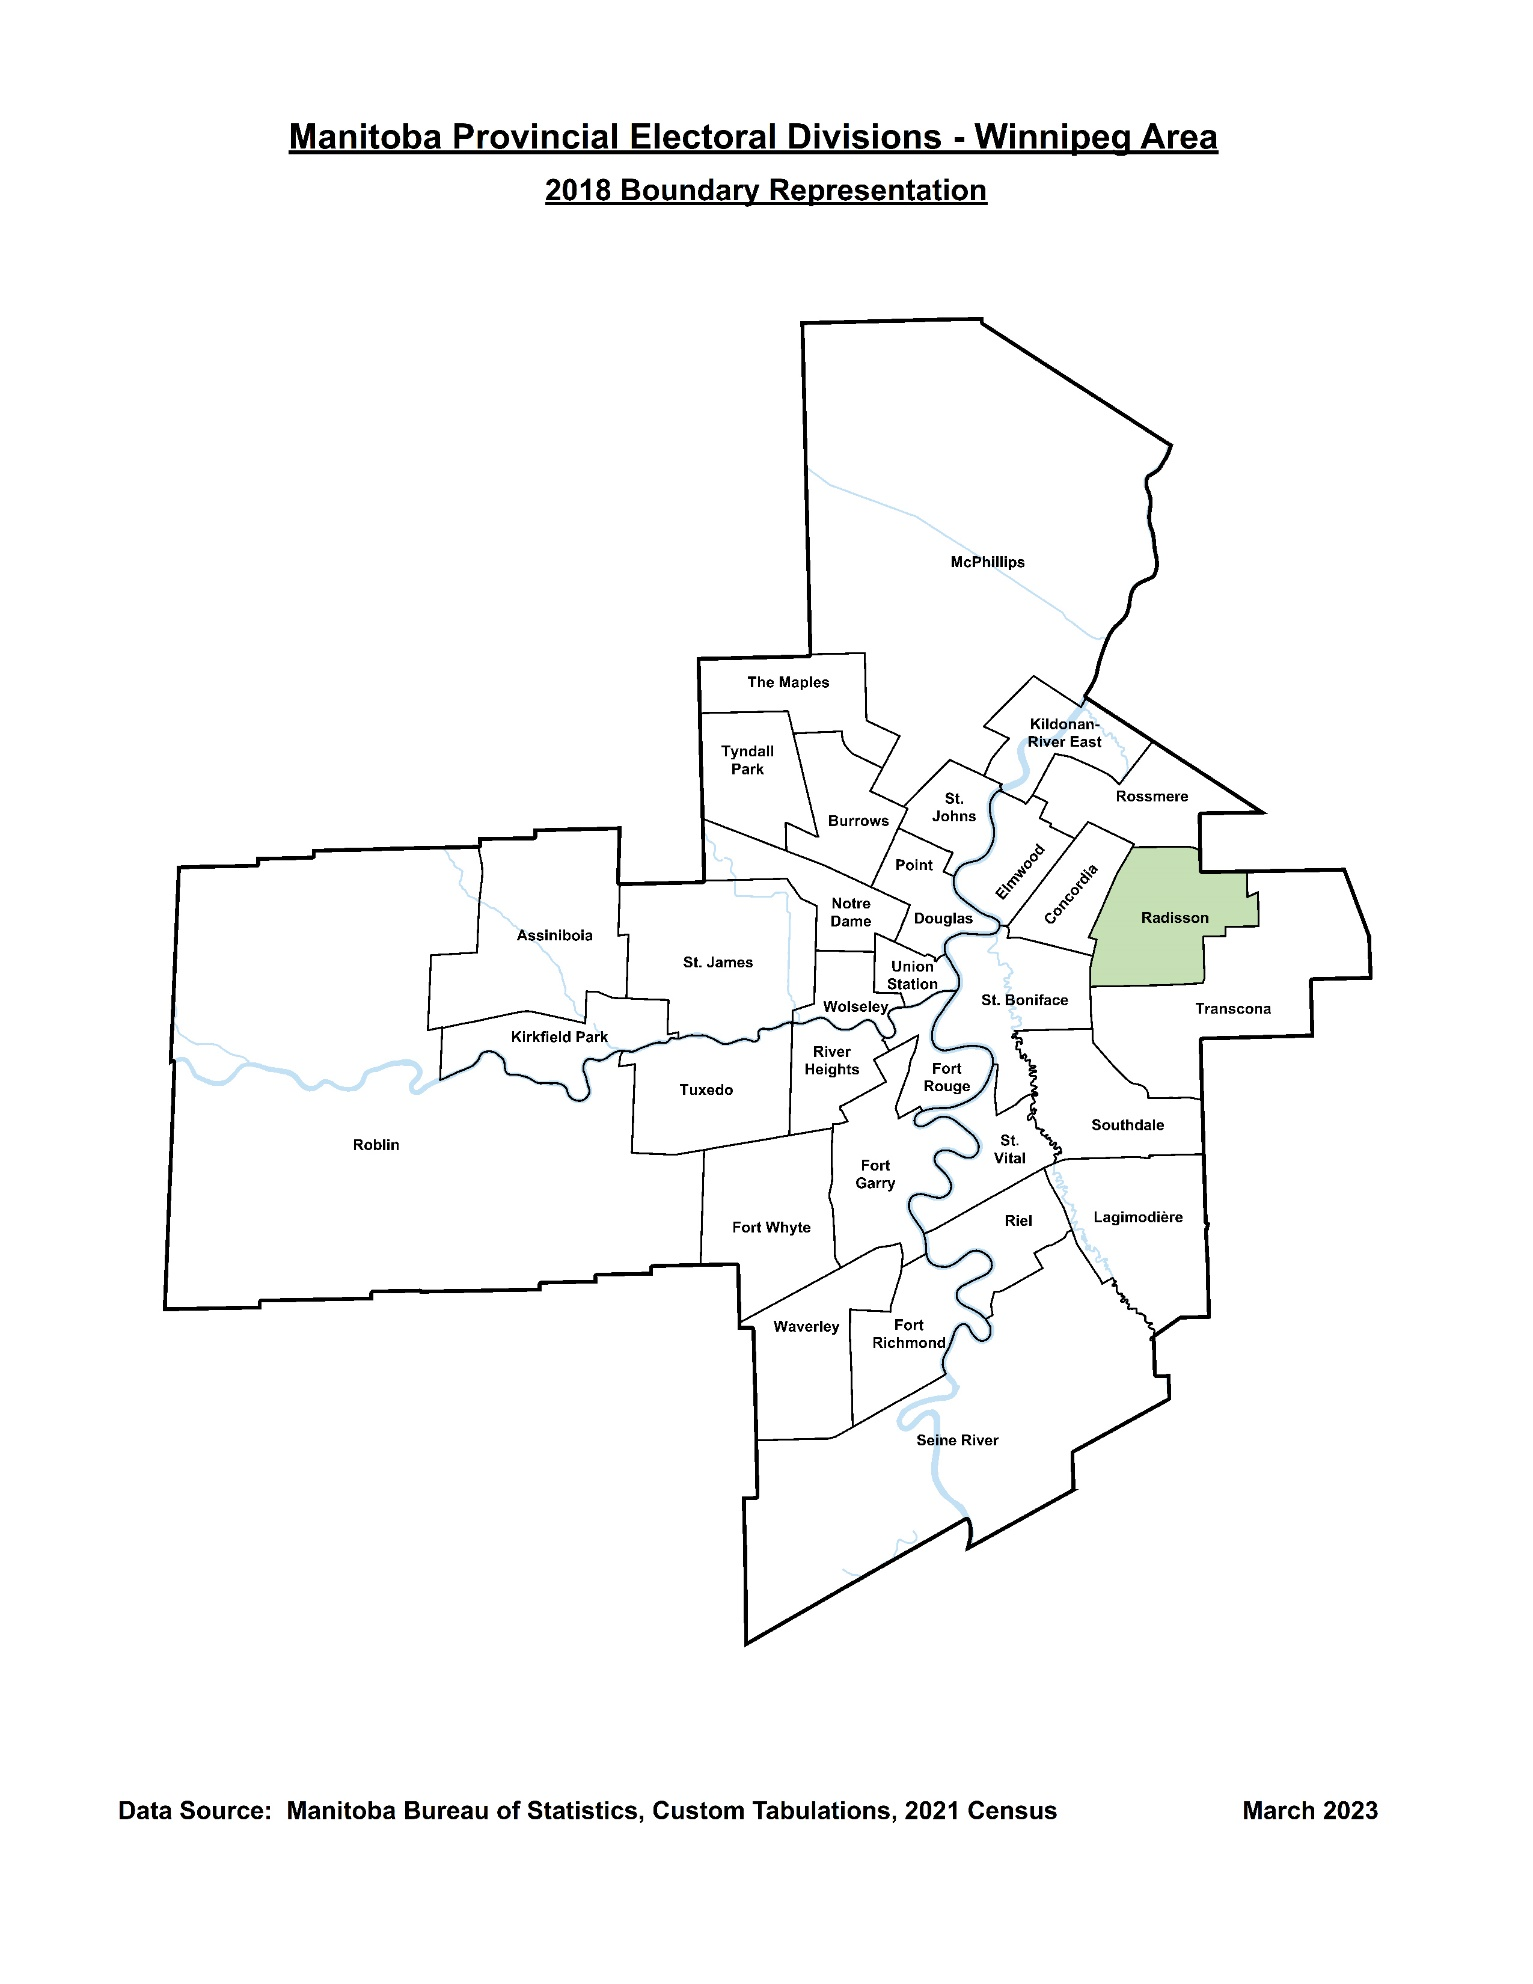 Manitoba Provincial Electoral Divisions - Winnipeg Area
2018 Boundary Representation
McPhillips
The Maples
Kildonan-
River East
Tyndall
Park
Rossmere
St.
Johns
Burrows
Point
Elmwood
Concordia
Notre
Dame
Douglas
Radisson
Assiniboia
St. James
Union
Station
St. Boniface
Wolseley
Transcona
Kirkfield Park
River
Heights
Fort
Rouge
Tuxedo
Southdale
Roblin
St.
Vital
Fort
Garry
Riel
Lagimodière
Fort Whyte
Waverley
Fort
Richmond
Seine River
Data Source:  Manitoba Bureau of Statistics, Custom Tabulations, 2021 Census
March 2023